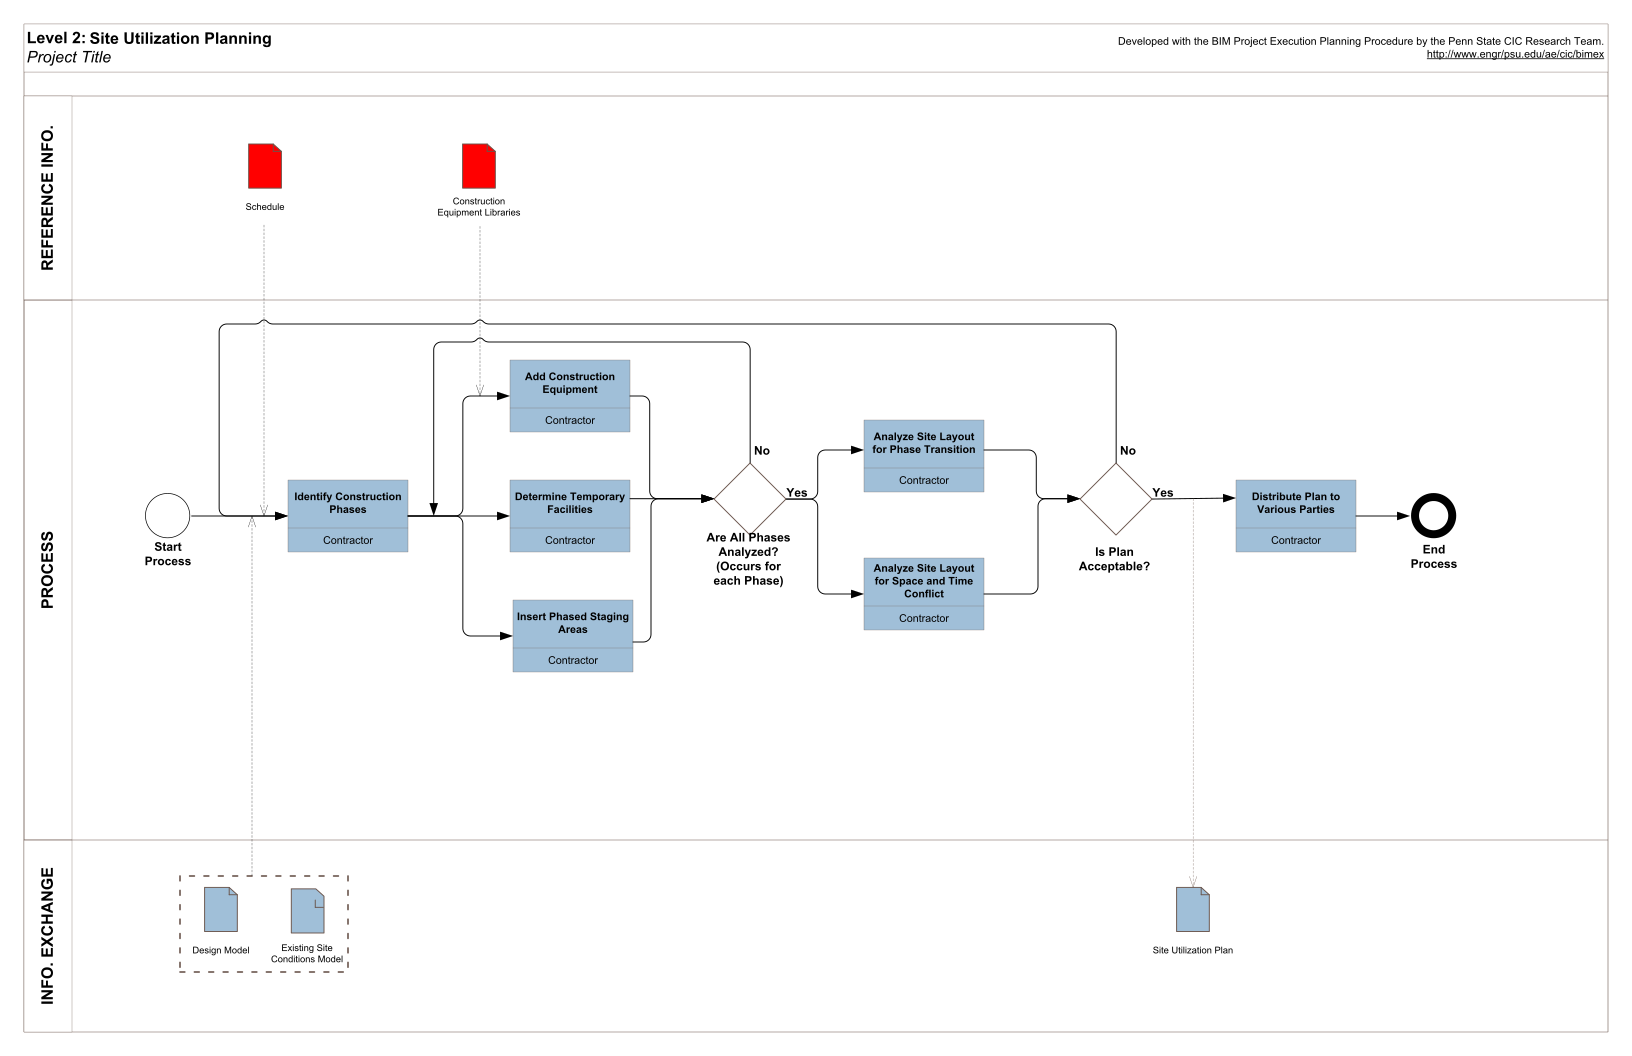 Level 2: Site Utilization Planning
Project Title
Developed with the BIM Project Execution Planning Procedure by the Penn State CIC Research Team.
http://www.engr/psu.edu/ae/cic/bimex
REFERENCE INFO.
Schedule
Construction
Equipment Libraries
PROCESS
Start
Process
Identify Construction
Phases
Contractor
Add Construction
Equipment
Contractor
Determine Temporary
Facilities
Contractor
Insert Phased Staging
Areas
Contractor
No
Yes
Are All Phases
Analyzed?
(Occurs for
each Phase)
Analyze Site Layout
for Phase Transition
Contractor
Analyze Site Layout
for Space and Time
Conflict
Contractor
No
Yes
Is Plan
Acceptable?
Distribute Plan to
Various Parties
Contractor
End
Process
INFO. EXCHANGE
Design Model
Existing Site
Conditions Model
Site Utilization Plan